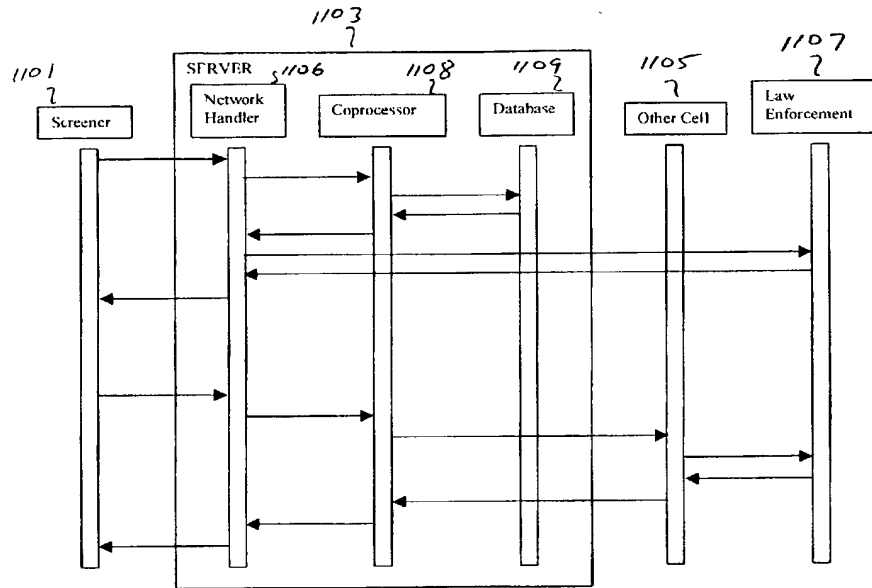 1103
1101
SERVER
1106
1108
1109
1105
1107
Screener
Network
Handler
Coprocessor
Database
Other Cell
Law
Enforcement